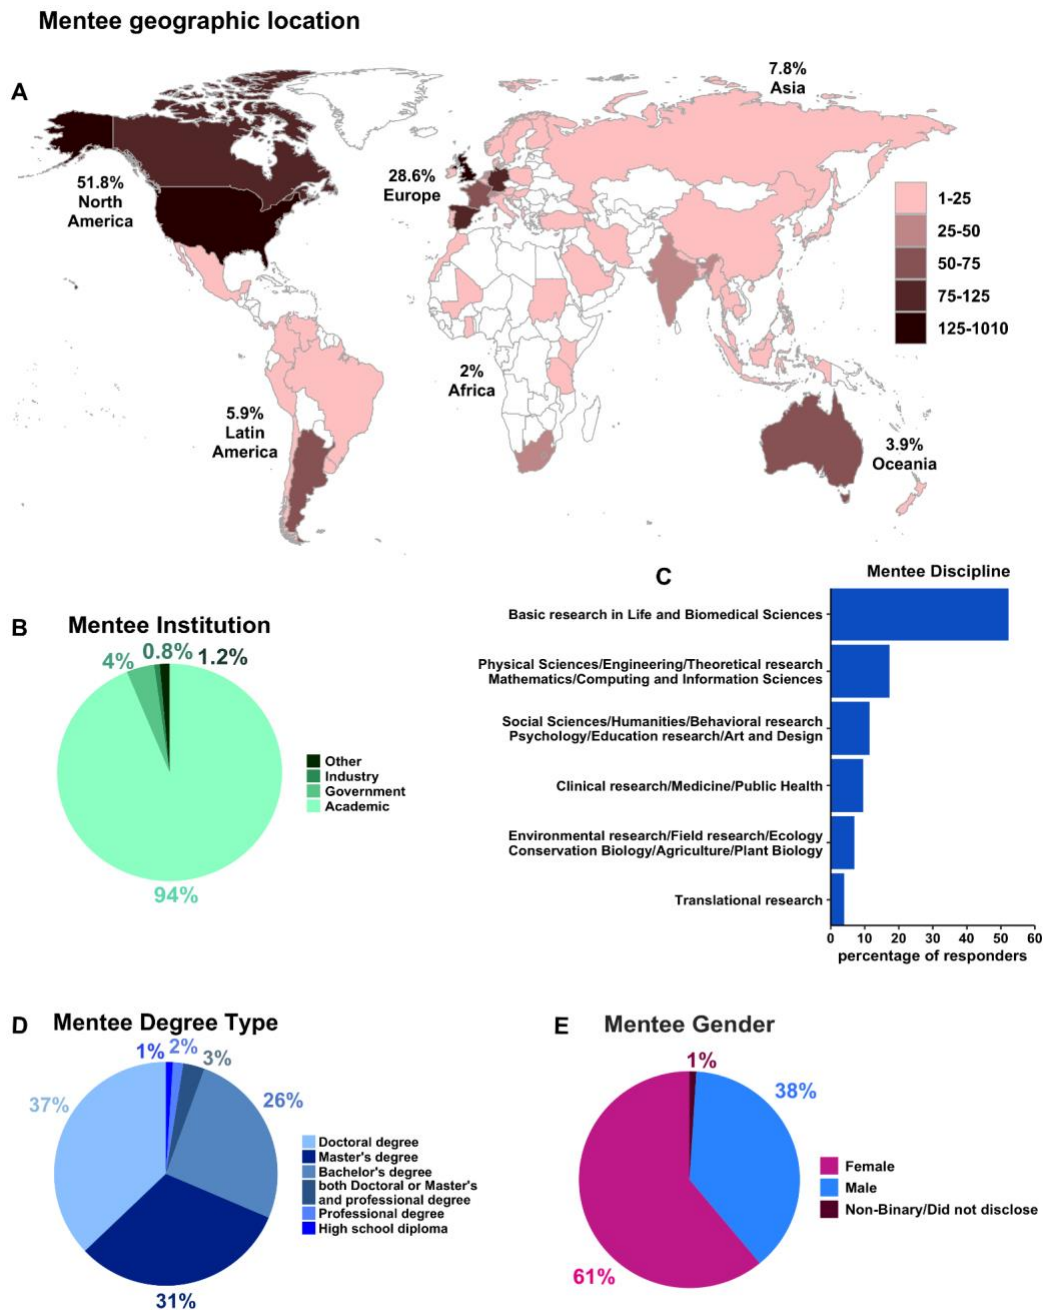 Mentee geographic location
A
7.8%
Asia
51.8%
North
America
28.6%
Europe
1-25
25-50
50-75
75-125
125-1010
2%
Africa
5.9%
Latin
America
3.9%
Oceania
B
Mentee Institution
4%
0.8%
1.2%
Other
Industry
Government
Academic
94%
C
Mentee Discipline
Basic research in Life and Biomedical Sciences
Physical Sciences/Engineering/Theoretical research
Mathematics/Computing and Information Sciences
Social Sciences/Humanities/Behavioral research
Psychology/Education research/Art and Design
Clinical research/Medicine/Public Health
Environmental research/Field research/Ecology
Conservation Biology/Agriculture/Plant Biology
Translational research
0 10 20 30 40 50 60
percentage of responders
D
Mentee Degree Type
1%
2%
3%
37%
26%
Doctoral degree
Master's degree
Bachelor's degree
both Doctoral or Master's
and professional degree
Professional degree
High school diploma
31%
E
Mentee Gender
1%
38%
Female
Male
Non-Binary/Did not disclose
61%